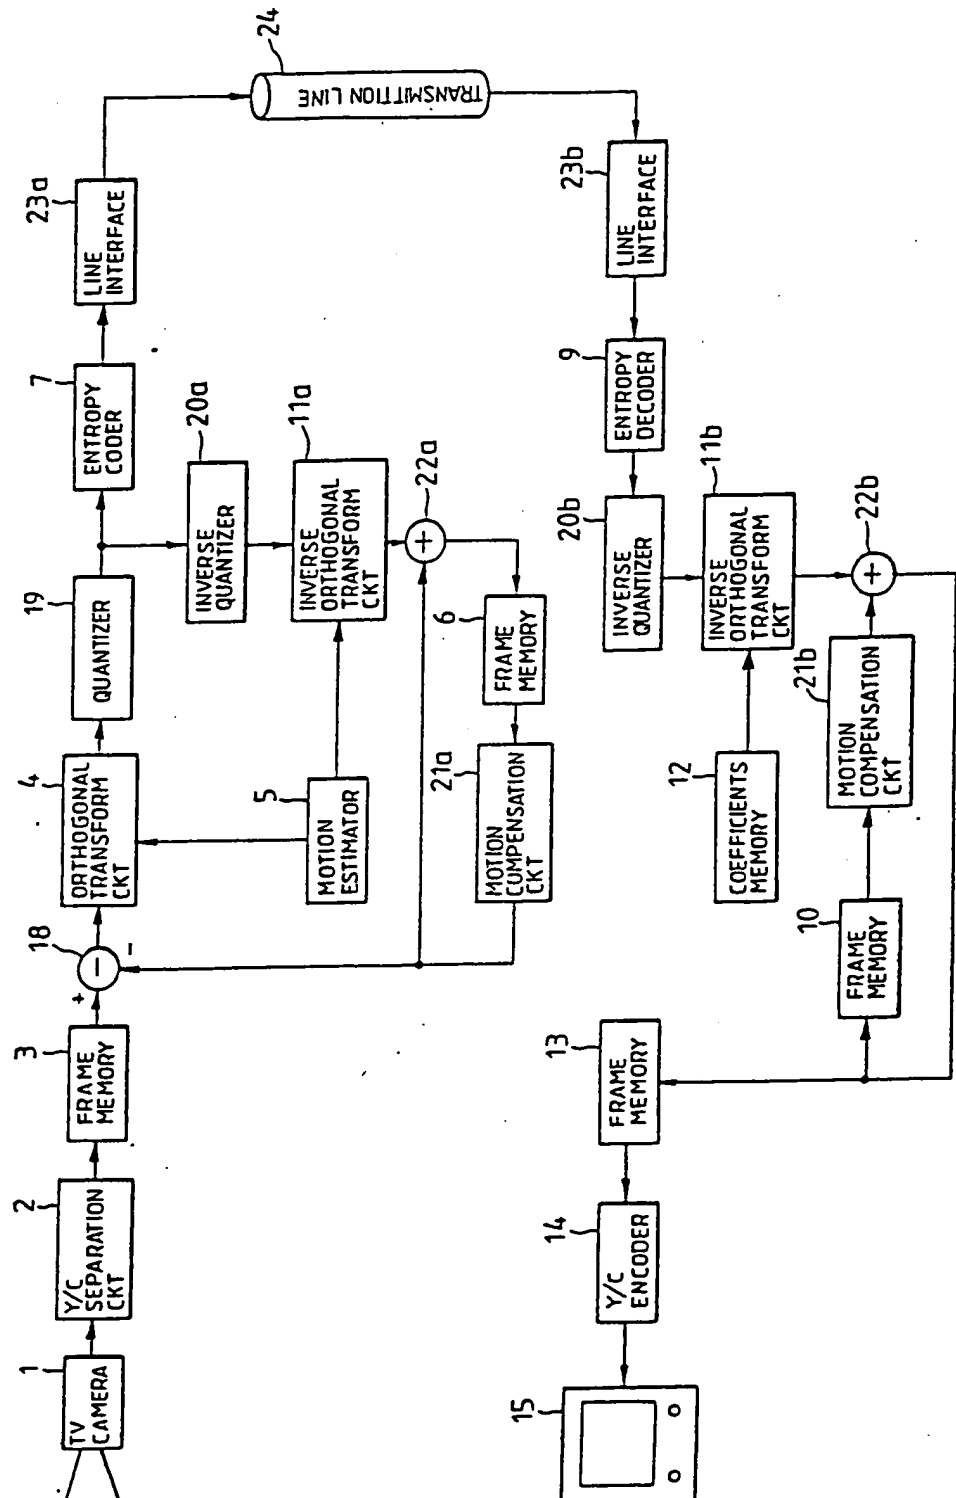 1
TV
CAMERA
2
Y/C
SEPARATION
CKT
3
FRAME
MEMORY
18
+
−
-
4
ORTHOGONAL
TRANSFORM
CKT
19
QUANTIZER
7
ENTROPY
CODER
23a
LINE
INTERFACE
24
TRANSMITTION LINE
5
MOTION
ESTIMATOR
20a
INVERSE
QUANTIZER
11a
INVERSE
ORTHOGONAL
TRANSFORM
CKT
22a
+
6
FRAME
MEMORY
21a
MOTION
CUMPENSATION
CKT
23b
LINE
INTERFACE
9
ENTROPY
DECODER
20b
INVERSE
QUANTIZER
11b
INVERSE
ORTHOGONAL
TRANSFORM
CKT
12
COEFFICIENTS
MEMORY
22b
+
21b
MOTION
COMPENSATION
CKT
10
FRAME
MEMORY
13
FRAME
MEMORY
14
Y/C
ENCODER
15